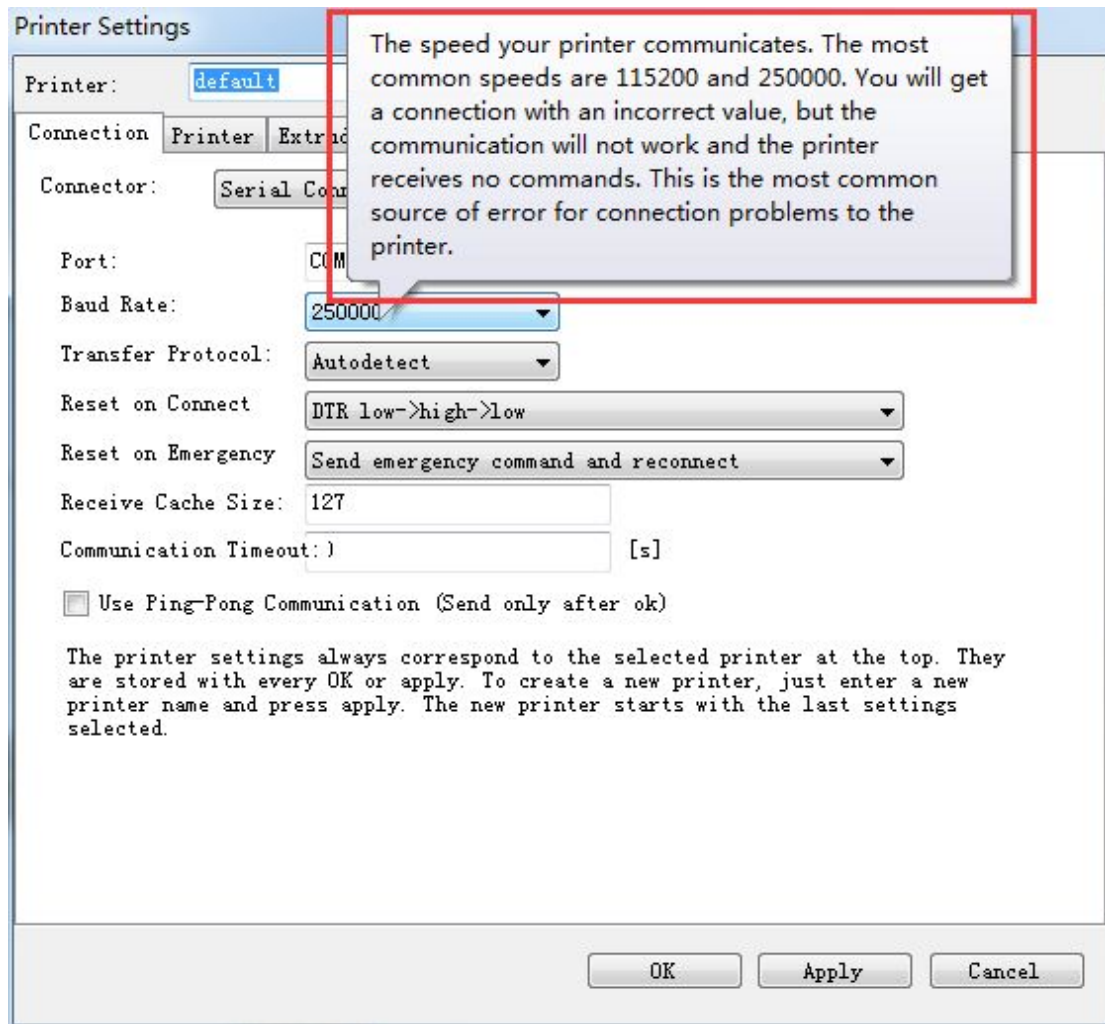 Printer Settings
The speed your printer communicates. The most
common speeds are 115200 and 250000. You will get
a connection with an incorrect value, but the
communication will not work and the printer
receives no commands. This is the most common
source of error for connection problems to the
printer.
Printer: default
Connection Printer
Connector: Serial
Port: COM
Baud Rate: 250000
Transfer Protocol: Autodetect
Reset on Connect DTR low->high->low
Reset on Emergency Send emergency command and reconnect
Receive Cache Size: 127
Communication Timeout: ) [s]
Use Ping-Pong Communication (Send only after ok)
The printer settings always correspond to the selected printer at the top. They
are stored with every OK or apply. To create a new printer, just enter a new
printer name and press apply. The new printer starts with the last settings
selected.
OK Apply Cancel